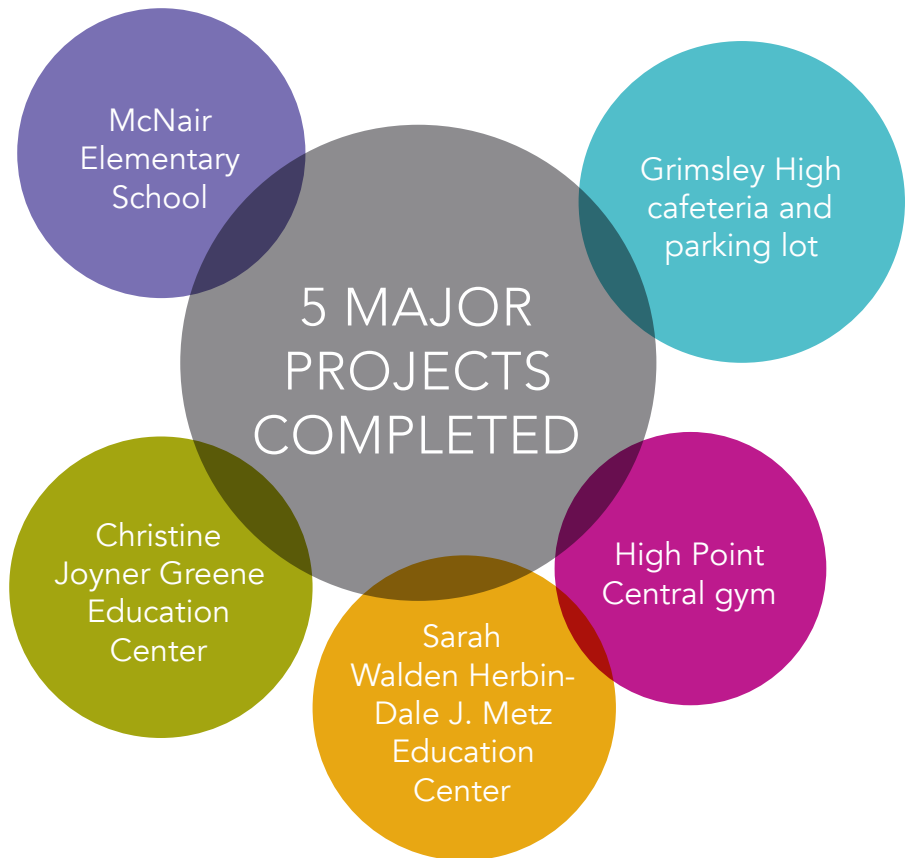 McNair
Elementary
School
Grimsley High
cafeteria and
parking lot
5 MAJOR
PROJECTS
COMPLETED
Christine
Joyner Greene
Education
Center
High Point
Central gym
Sarah
Walden Herbin-
Dale J. Metz
Education
Center